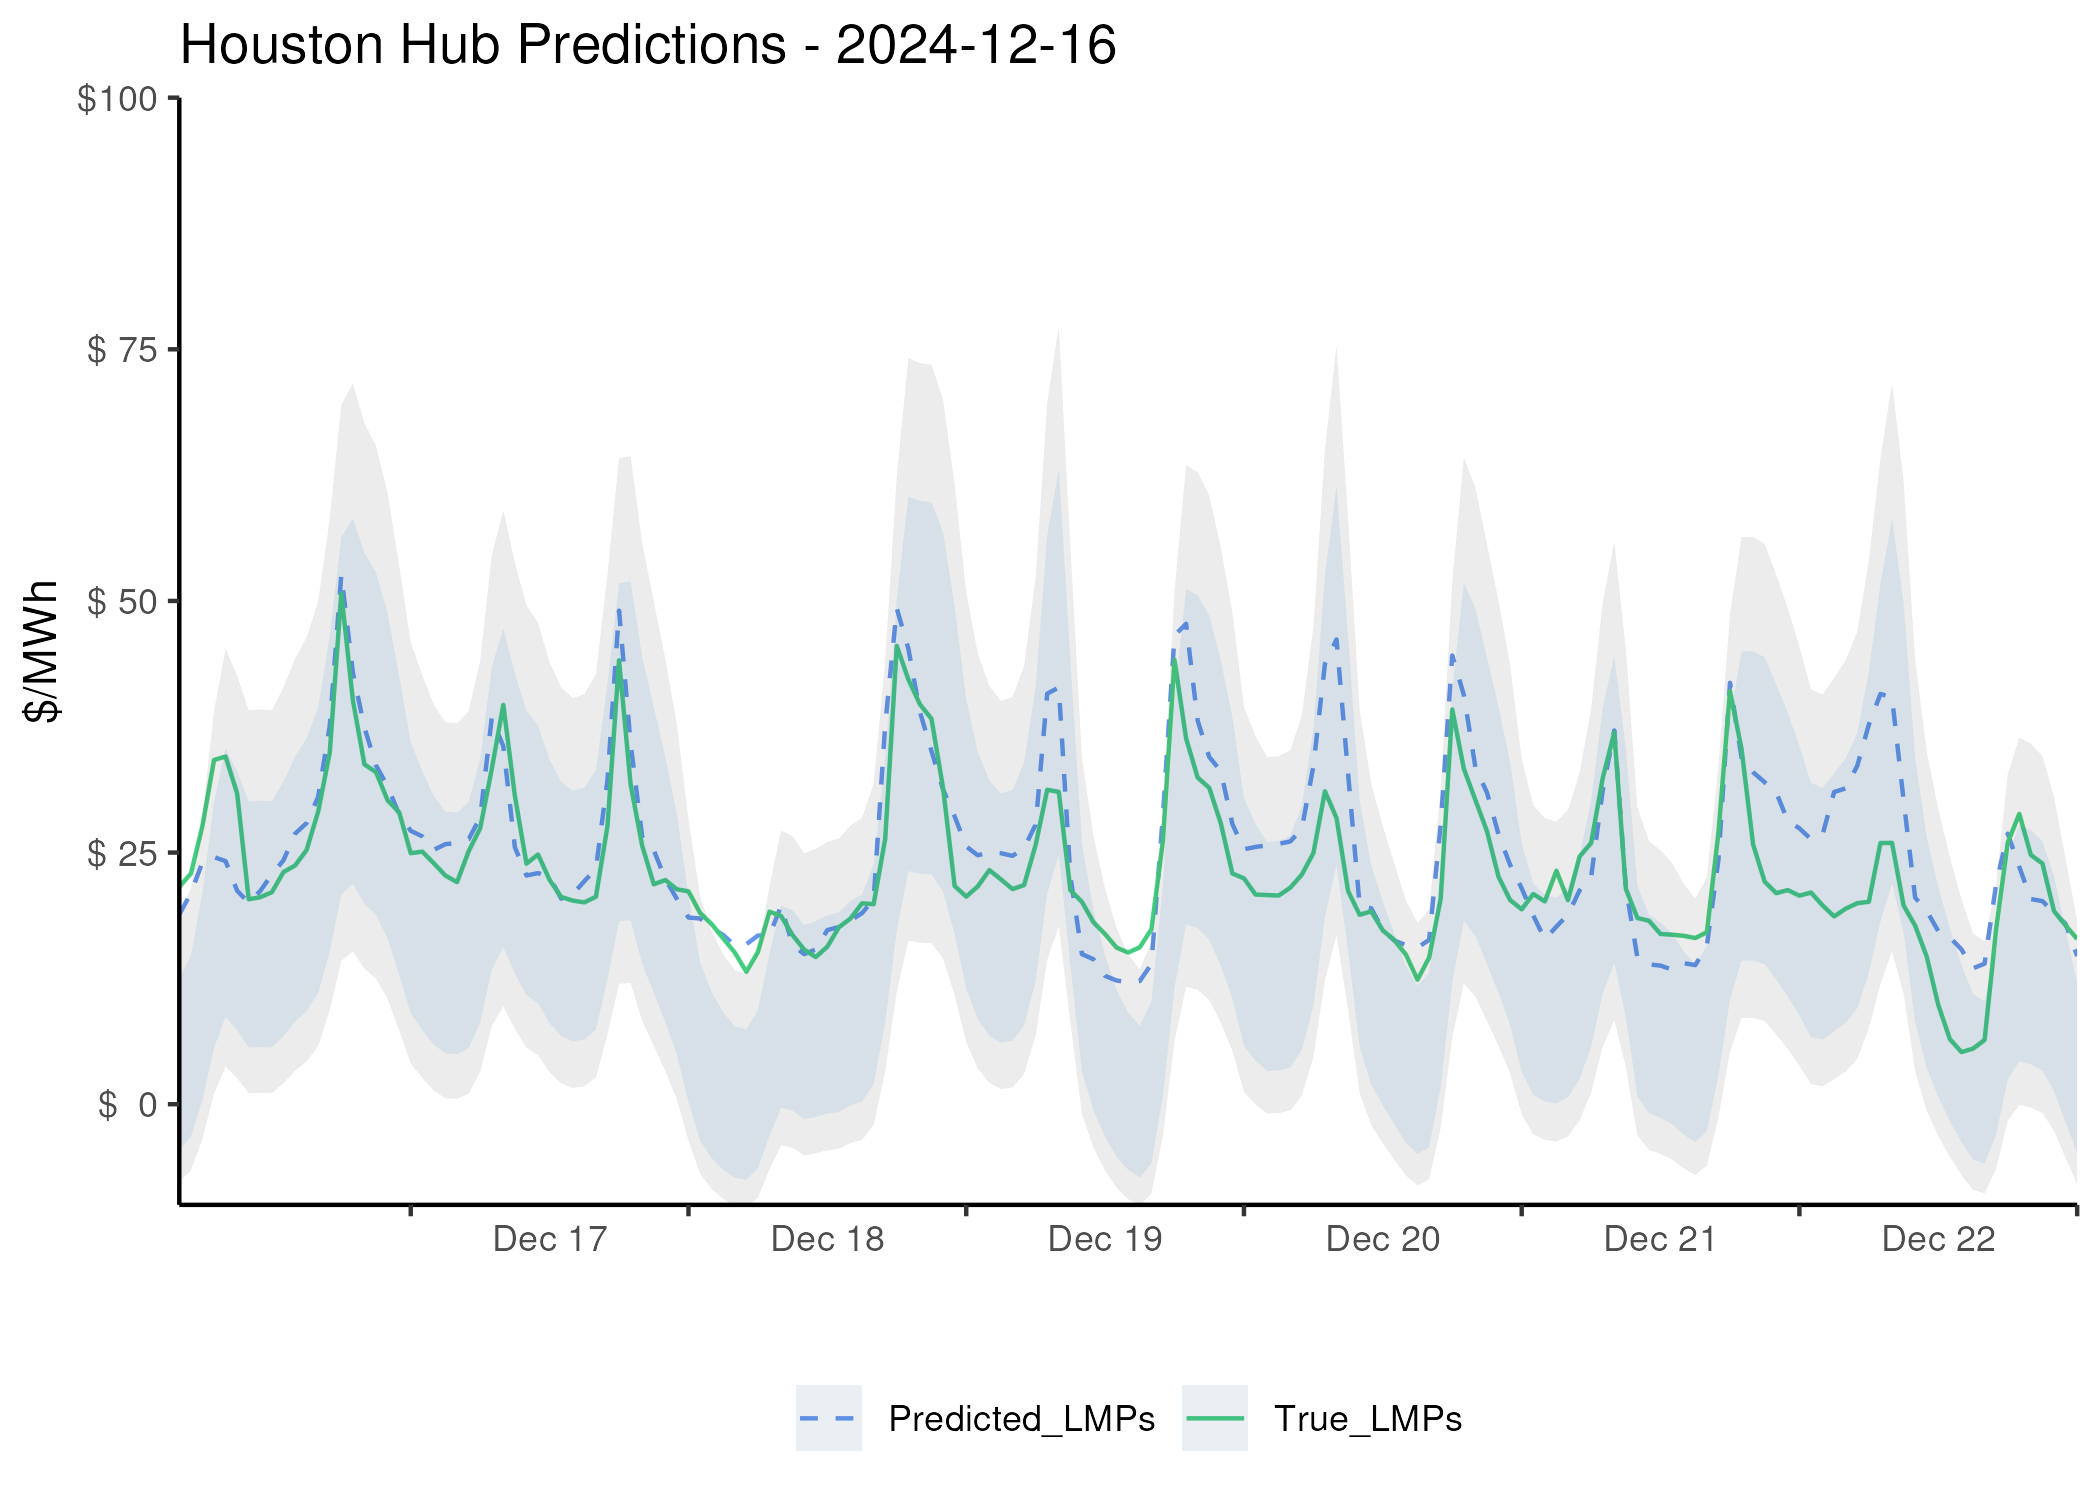 Houston Hub Predictions - 2024-12-16
$100
$ 75
$ 50
$ 25
$ 0
$/MWh
Dec 17 Dec 18 Dec 19 Dec 20 Dec 21 Dec 22
Predicted_LMPs True_LMPs